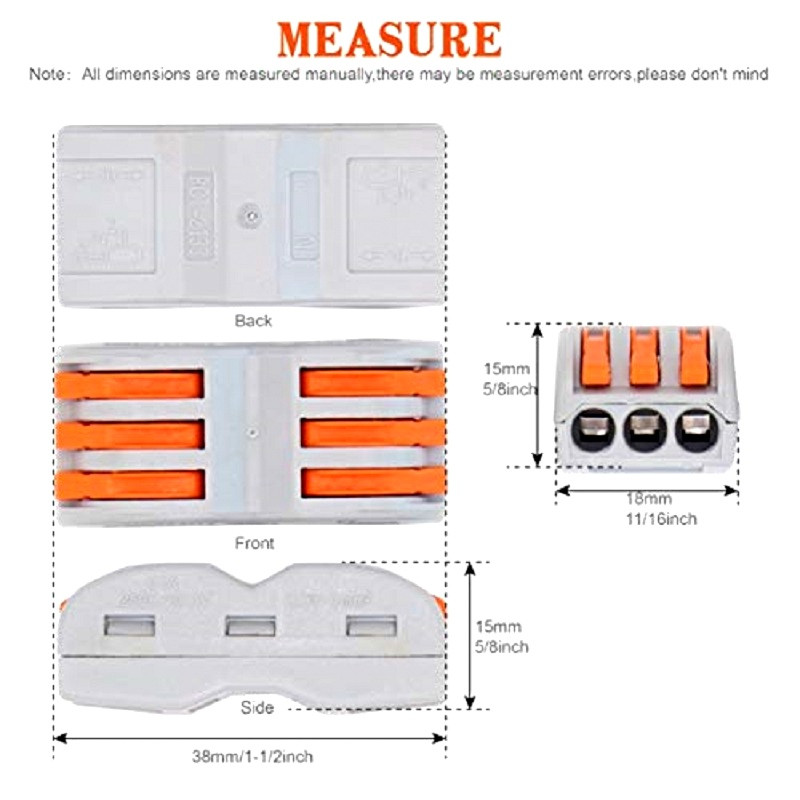 MEASURE
Note: All dimensions are measured manually,there may be measurement errors,please don't mind
Back
15mm
5/8inch
18mm
11/16inch
Front
15mm
5/8inch
Side
38mm/1-1/2inch